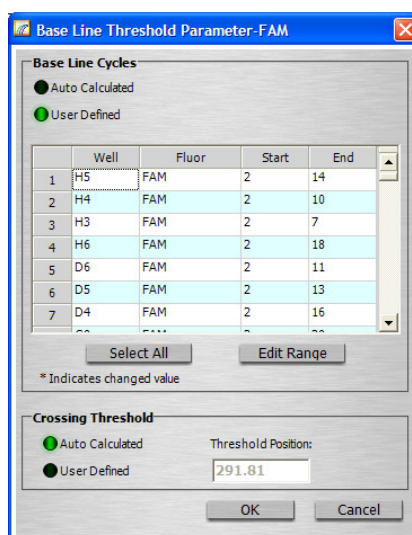 Base Line Threshold Parameter-FAM
Base Line Cycles
Auto Calculated
User Defined
Well Fluor Start End
1 H5 FAM 2 14
2 H4 FAM 2 10
3 H3 FAM 2 7
4 H6 FAM 2 18
5 D6 FAM 2 11
6 D5 FAM 2 13
7 D4 FAM 2 16
Select All Edit Range
* Indicates changed value
Crossing Threshold
Auto Calculated Threshold Position:
User Defined 291.81
OK Cancel